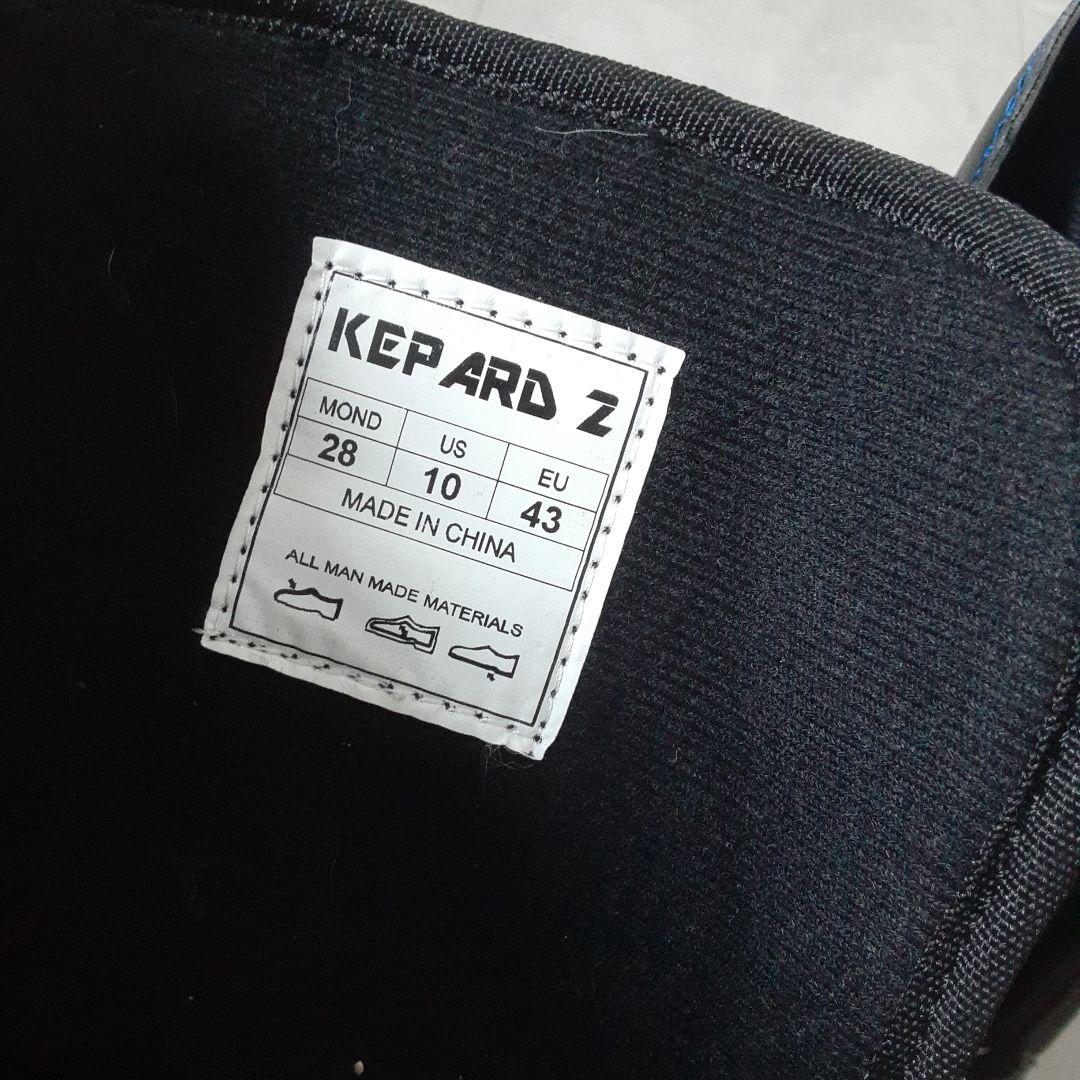 KEPARD Z
MOND US EU
28 10 43
MADE IN CHINA
ALL MAN MADE MATERIALS